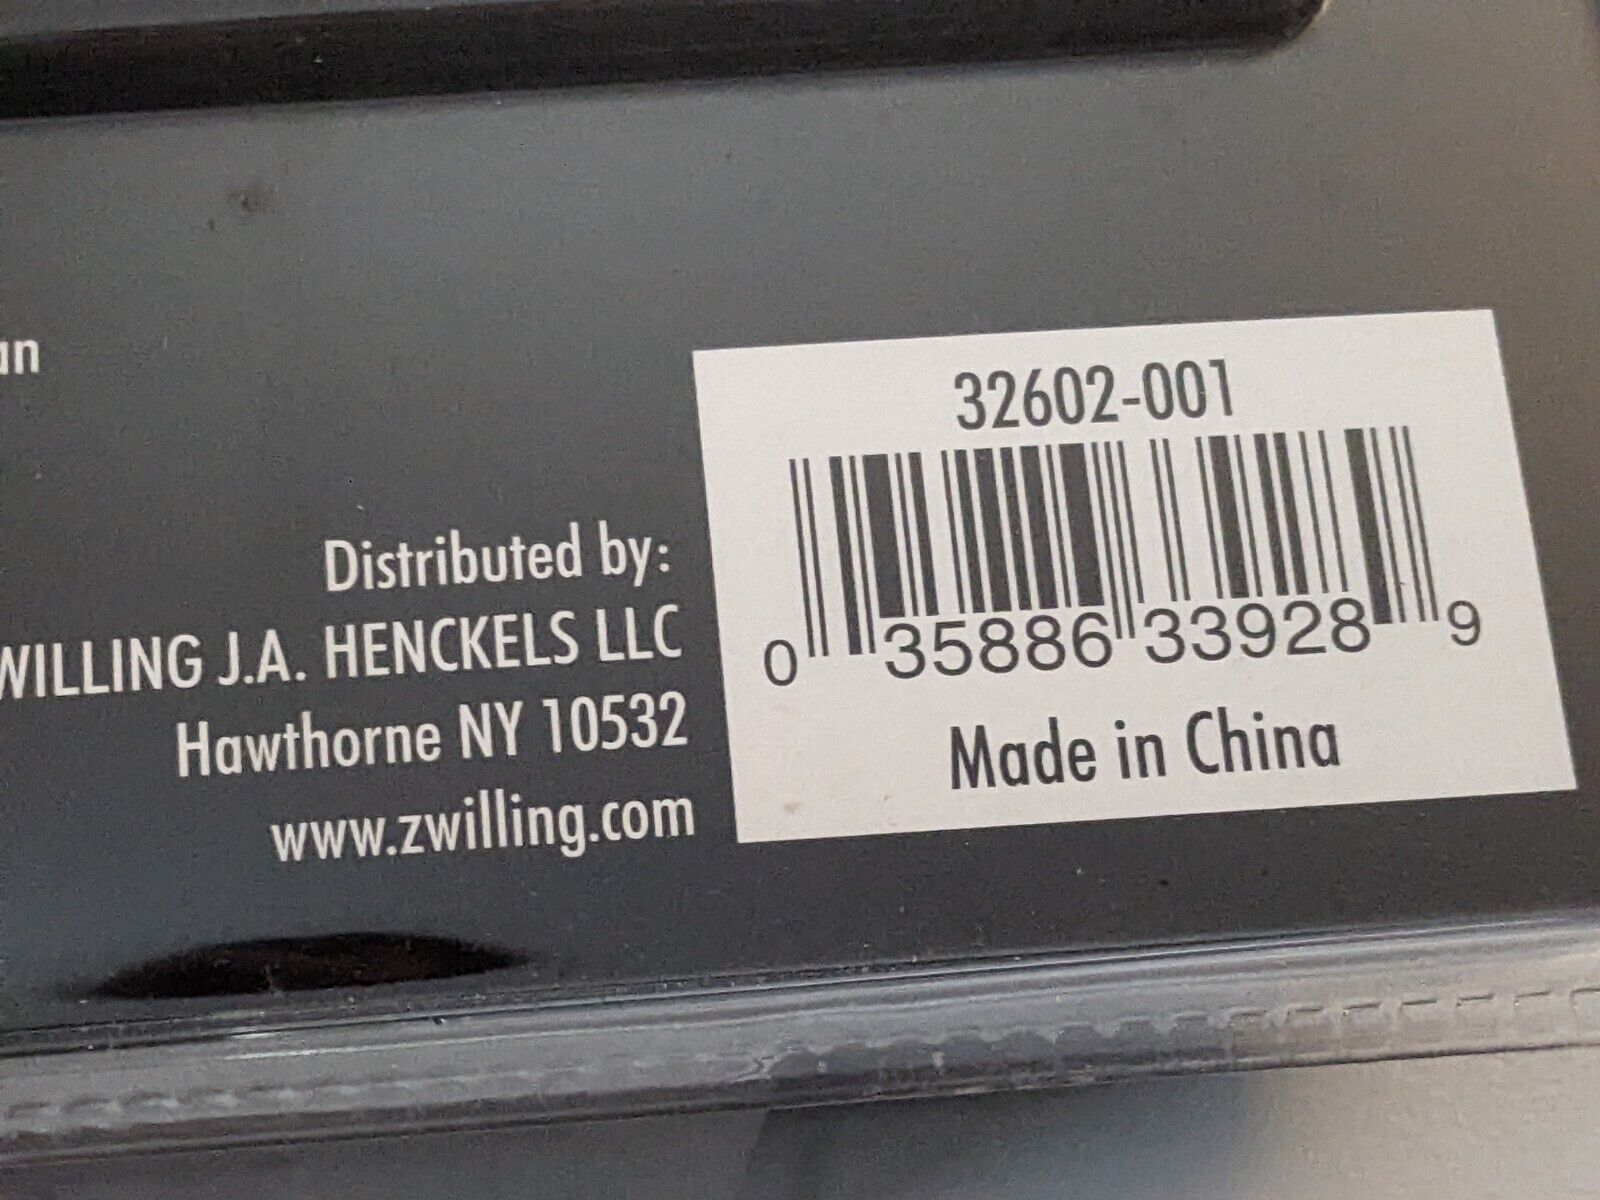 Distributed by:
WILLING J.A. HENCKELS LLC
Hawthorne NY 10532
www.zwilling.com
32602-001
0 35886 33928 9
Made in China